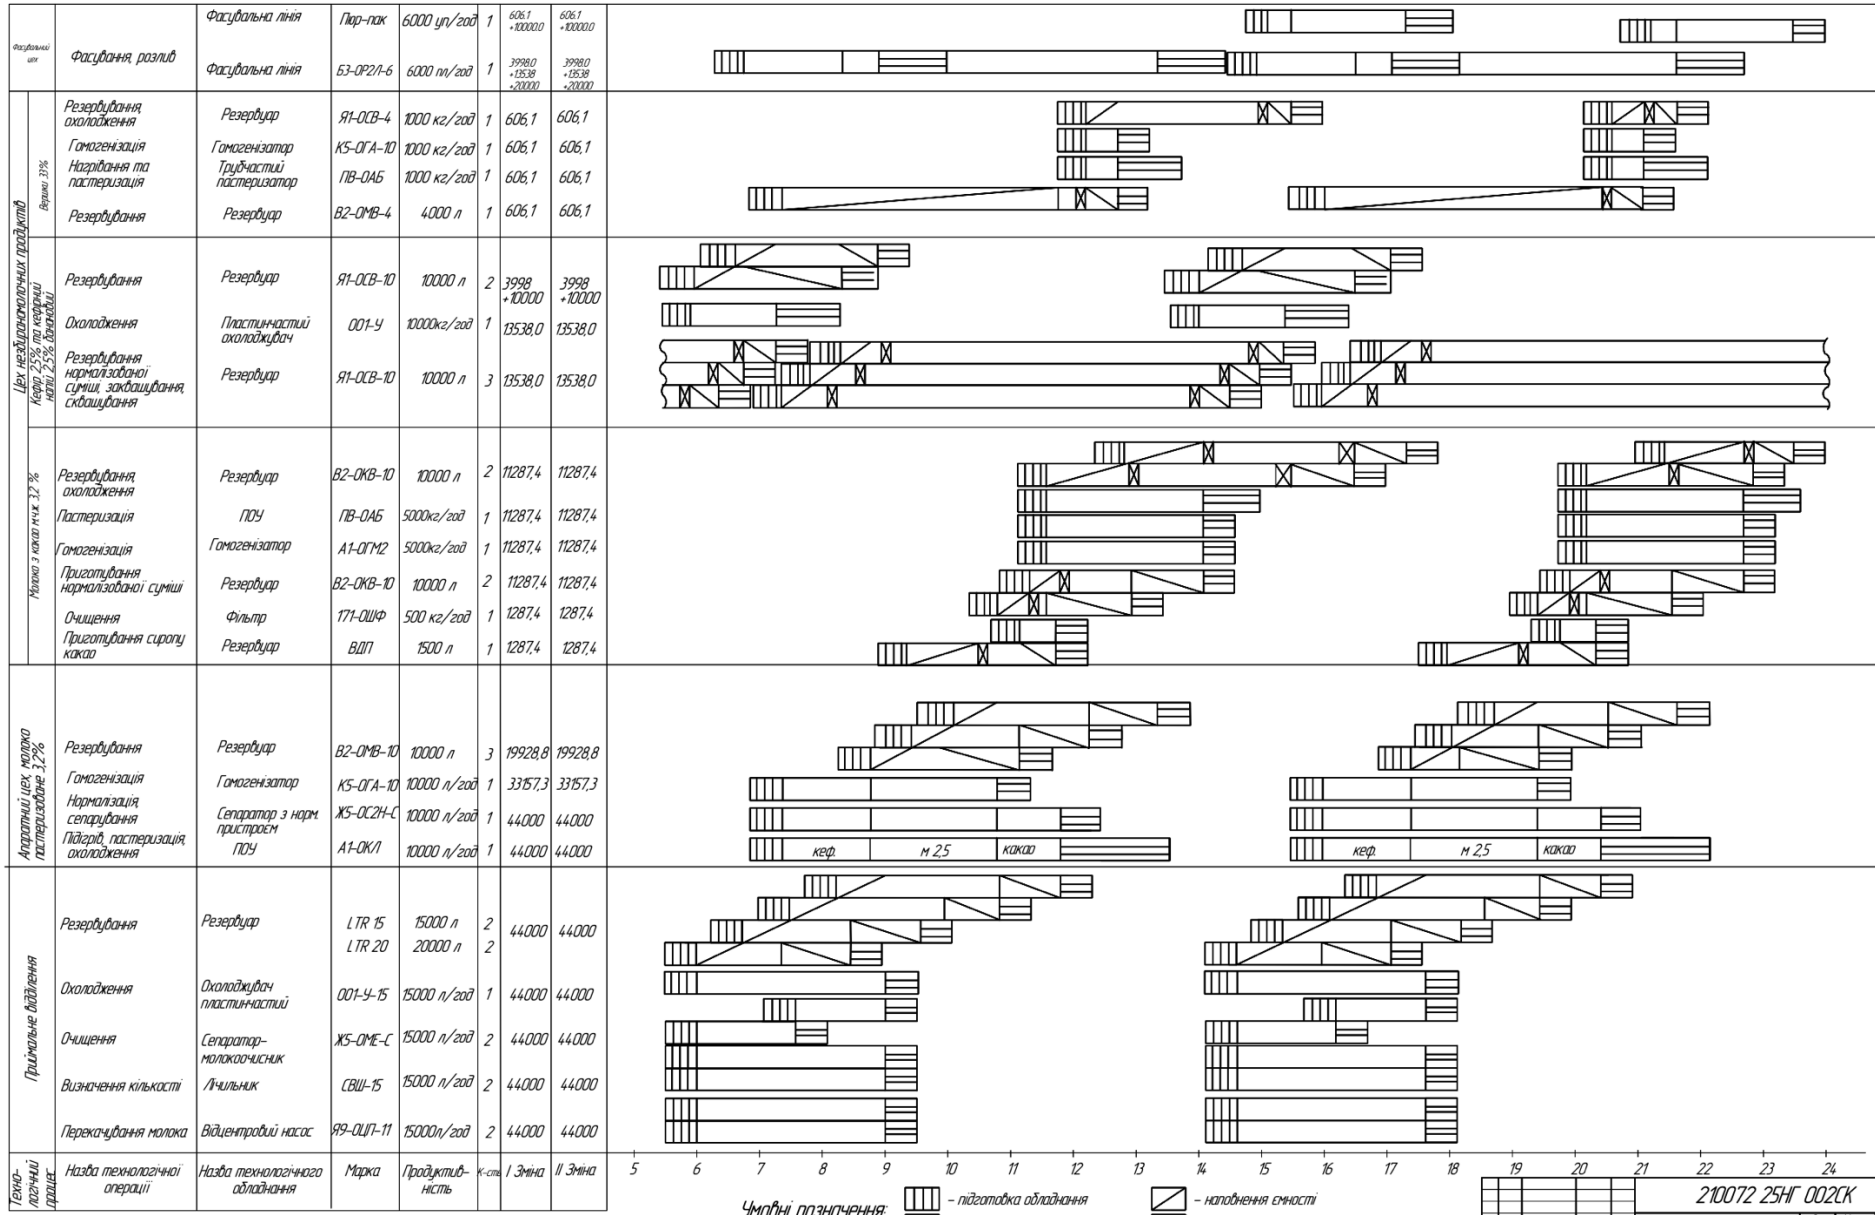 Фасувальний цех
Фасування, розлив
Фасувальна лінія
Пюр-пак
6000 уп/год
1
606.1 +10000.0
606.1 +10000.0
Фасувальна лінія
БЗ-ОР2Л-6
6000 пл/год
1
3998.0 +13538 +20000
3998.0 +13538 +20000
Цех незбираномолочних продуктів
Вершки 33%
Резервування, охолодження
Резервуар
Я1-ОСВ-4
1000 кг/год
1
606,1
606,1
Гомогенізація
Гомогенізатор
К5-ОГА-10
1000 кг/год
1
606,1
606,1
Нагрівання та пастеризація
Трубчастий пастеризатор
ПВ-ОАБ
1000 кг/год
1
606,1
606,1
Резервування
Резервуар
В2-ОМВ-4
4000 л
1
606,1
606,1
Кефір 2,5% та кефірний напій 2,5% банановий
Резервування
Резервуар
Я1-ОСВ-10
10000 л
2
3998 +10000
3998 +10000
Охолодження
Пластинчастий охолоджувач
ОО1-У
10000кг/год
1
13538,0
13538,0
Резервування нормалізованої суміші, заквашування, сквашування
Резервуар
Я1-ОСВ-10
10000 л
3
13538,0
13538,0
Молоко з какао м.ч.ж. 3,2 %
Резервування, охолодження
Резервуар
В2-ОКВ-10
10000 л
2
11287,4
11287,4
Пастеризація
ПОУ
ПВ-ОАБ
5000кг/год
1
11287,4
11287,4
Гомогенізація
Гомогенізатор
А1-ОГМ2
5000кг/год
1
11287,4
11287,4
Приготування нормалізованої суміші
Резервуар
В2-ОКВ-10
10000 л
2
11287,4
11287,4
Очищення
Фільтр
171-ОШФ
500 кг/год
1
1287,4
1287,4
Приготування сиропу какао
Резервуар
ВДП
1500 л
1
1287,4
1287,4
Апаратний цех, молоко пастеризоване 3,2%
Резервування
Резервуар
В2-ОМВ-10
10000 л
3
19928,8
19928,8
Гомогенізація
Гомогенізатор
К5-ОГА-10
10000 л/год
1
33157,3
33157,3
Нормалізація, сепарування
Сепаратор з норм. пристроєм
Ж5-ОС2Н-С
10000 л/год
1
44000
44000
Підігрів, пастеризація, охолодження
ПОУ
А1-ОКЛ
10000 л/год
1
44000
44000
кеф.
м 2,5
какао
кеф.
м 2,5
какао
Приймальне відділення
Резервування
Резервуар
LTR 15
15000 л
2
44000
44000
LTR 20
20000 л
2
Охолодження
Охолоджувач пластинчастий
ОО1-У-15
15000 л/год
1
44000
44000
Очищення
Сепаратор-молокоочисник
Ж5-ОМЕ-С
15000 л/год
2
44000
44000
Визначення кількості
Лічильник
СВШ-15
15000 л/год
2
44000
44000
Перекачування молока
Відцентровий насос
Я9-ОЦП-11
15000л/год
2
44000
44000
Техно-логічний процес
Назва технологічної операції
Назва технологічного обладнання
Марка
Продуктив-ність
К-сть
І Зміна
ІІ Зміна
5 6 7 8 9 10 11 12 13 14 15 16 17 18 19 20 21 22 23 24
Умовні позначення:
- підготовка обладнання
- наповнення ємності
210072 25НГ 002СК